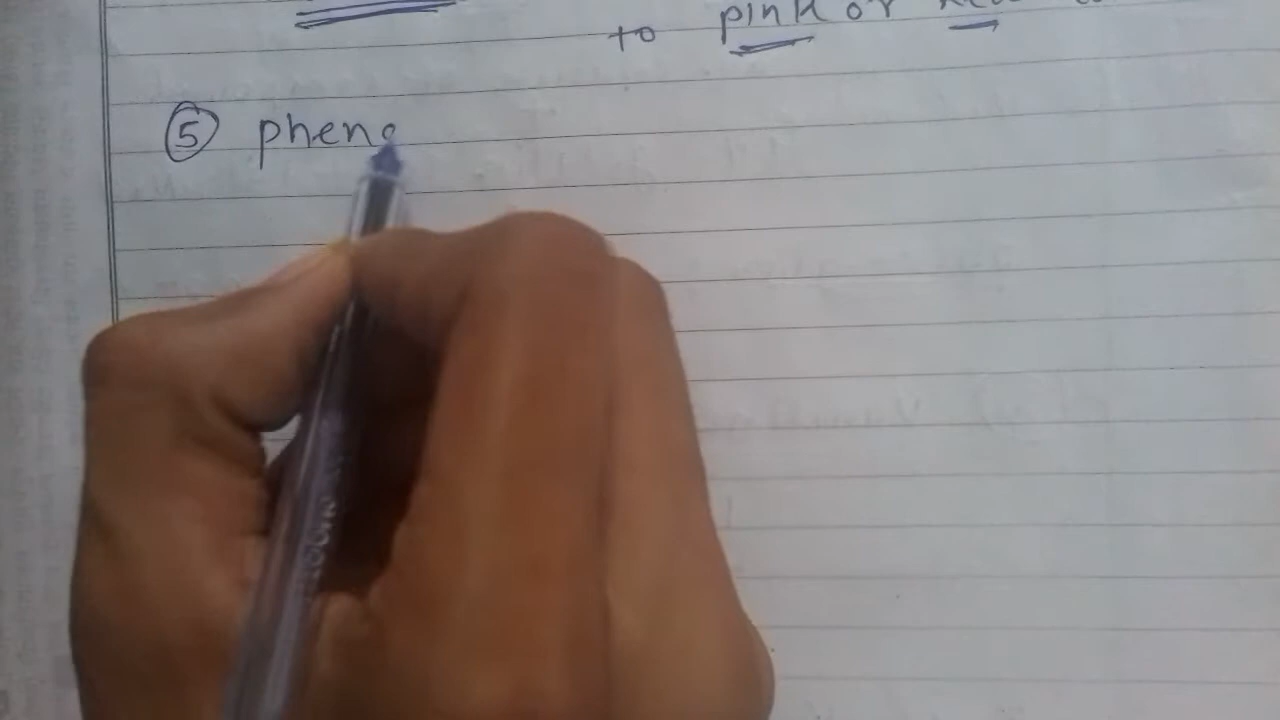 to pink or
⑤ pheno